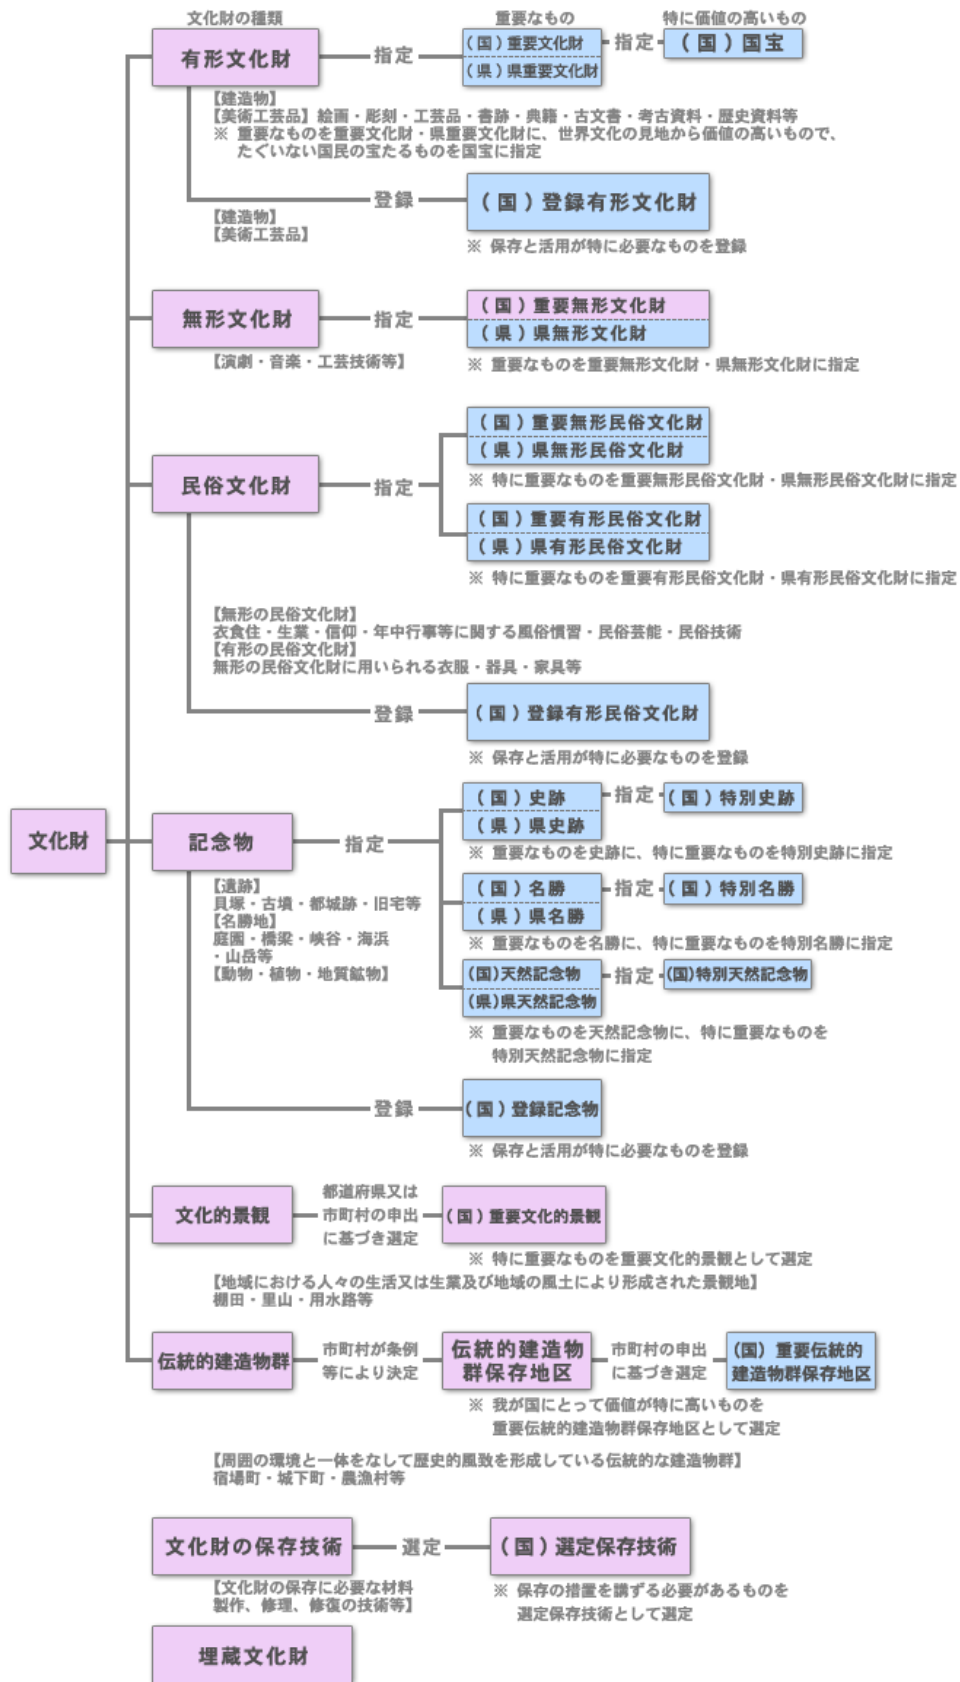 文化財の種類
重要なもの
特に価値の高いもの
有形文化財
指定
(国)重要文化財
(県)県重要文化財
指定
(国)国宝
【建造物】
【美術工芸品】絵画・彫刻・工芸品・書跡・典籍・古文書・考古資料・歴史資料等
※ 重要なものを重要文化財・県重要文化財に、世界文化の見地から価値の高いもので、
たぐいない国民の宝たるものを国宝に指定
登録
(国)登録有形文化財
【建造物】
【美術工芸品】
※ 保存と活用が特に必要なものを登録
無形文化財
指定
(国)重要無形文化財
(県)県無形文化財
【演劇・音楽・工芸技術等】
※ 重要なものを重要無形文化財・県無形文化財に指定
民俗文化財
指定
(国)重要無形民俗文化財
(県)県無形民俗文化財
※ 特に重要なものを重要無形民俗文化財・県無形民俗文化財に指定
(国)重要有形民俗文化財
(県)県有形民俗文化財
※ 特に重要なものを重要有形民俗文化財・県有形民俗文化財に指定
【無形の民俗文化財】
衣食住・生業・信仰・年中行事等に関する風俗慣習・民俗芸能・民俗技術
【有形の民俗文化財】
無形の民俗文化財に用いられる衣服・器具・家具等
登録
(国)登録有形民俗文化財
※ 保存と活用が特に必要なものを登録
文化財
記念物
指定
(国)史跡
(県)県史跡
指定
(国)特別史跡
※ 重要なものを史跡に、特に重要なものを特別史跡に指定
【遺跡】
貝塚・古墳・都城跡・旧宅等
【名勝地】
庭園・橋梁・峡谷・海浜
・山岳等
【動物・植物・地質鉱物】
(国)名勝
(県)県名勝
指定
(国)特別名勝
※ 重要なものを名勝に、特に重要なものを特別名勝に指定
(国)天然記念物
(県)県天然記念物
指定
(国)特別天然記念物
※ 重要なものを天然記念物に、特に重要なものを
特別天然記念物に指定
登録
(国)登録記念物
※ 保存と活用が特に必要なものを登録
文化的景観
都道府県又は
市町村の申出
に基づき選定
(国)重要文化的景観
※ 特に重要なものを重要文化的景観として選定
【地域における人々の生活又は生業及び地域の風土により形成された景観地】
棚田・里山・用水路等
伝統的建造物群
市町村が条例
等により決定
伝統的建造物
群保存地区
市町村の申出
に基づき選定
(国)重要伝統的
建造物群保存地区
※ 我が国にとって価値が特に高いものを
重要伝統的建造物群保存地区として選定
【周囲の環境と一体をなして歴史的風致を形成している伝統的な建造物群】
宿場町・城下町・農漁村等
文化財の保存技術
選定
(国)選定保存技術
【文化財の保存に必要な材料
製作、修理、修復の技術等】
※ 保存の措置を講ずる必要があるものを
選定保存技術として選定
埋蔵文化財